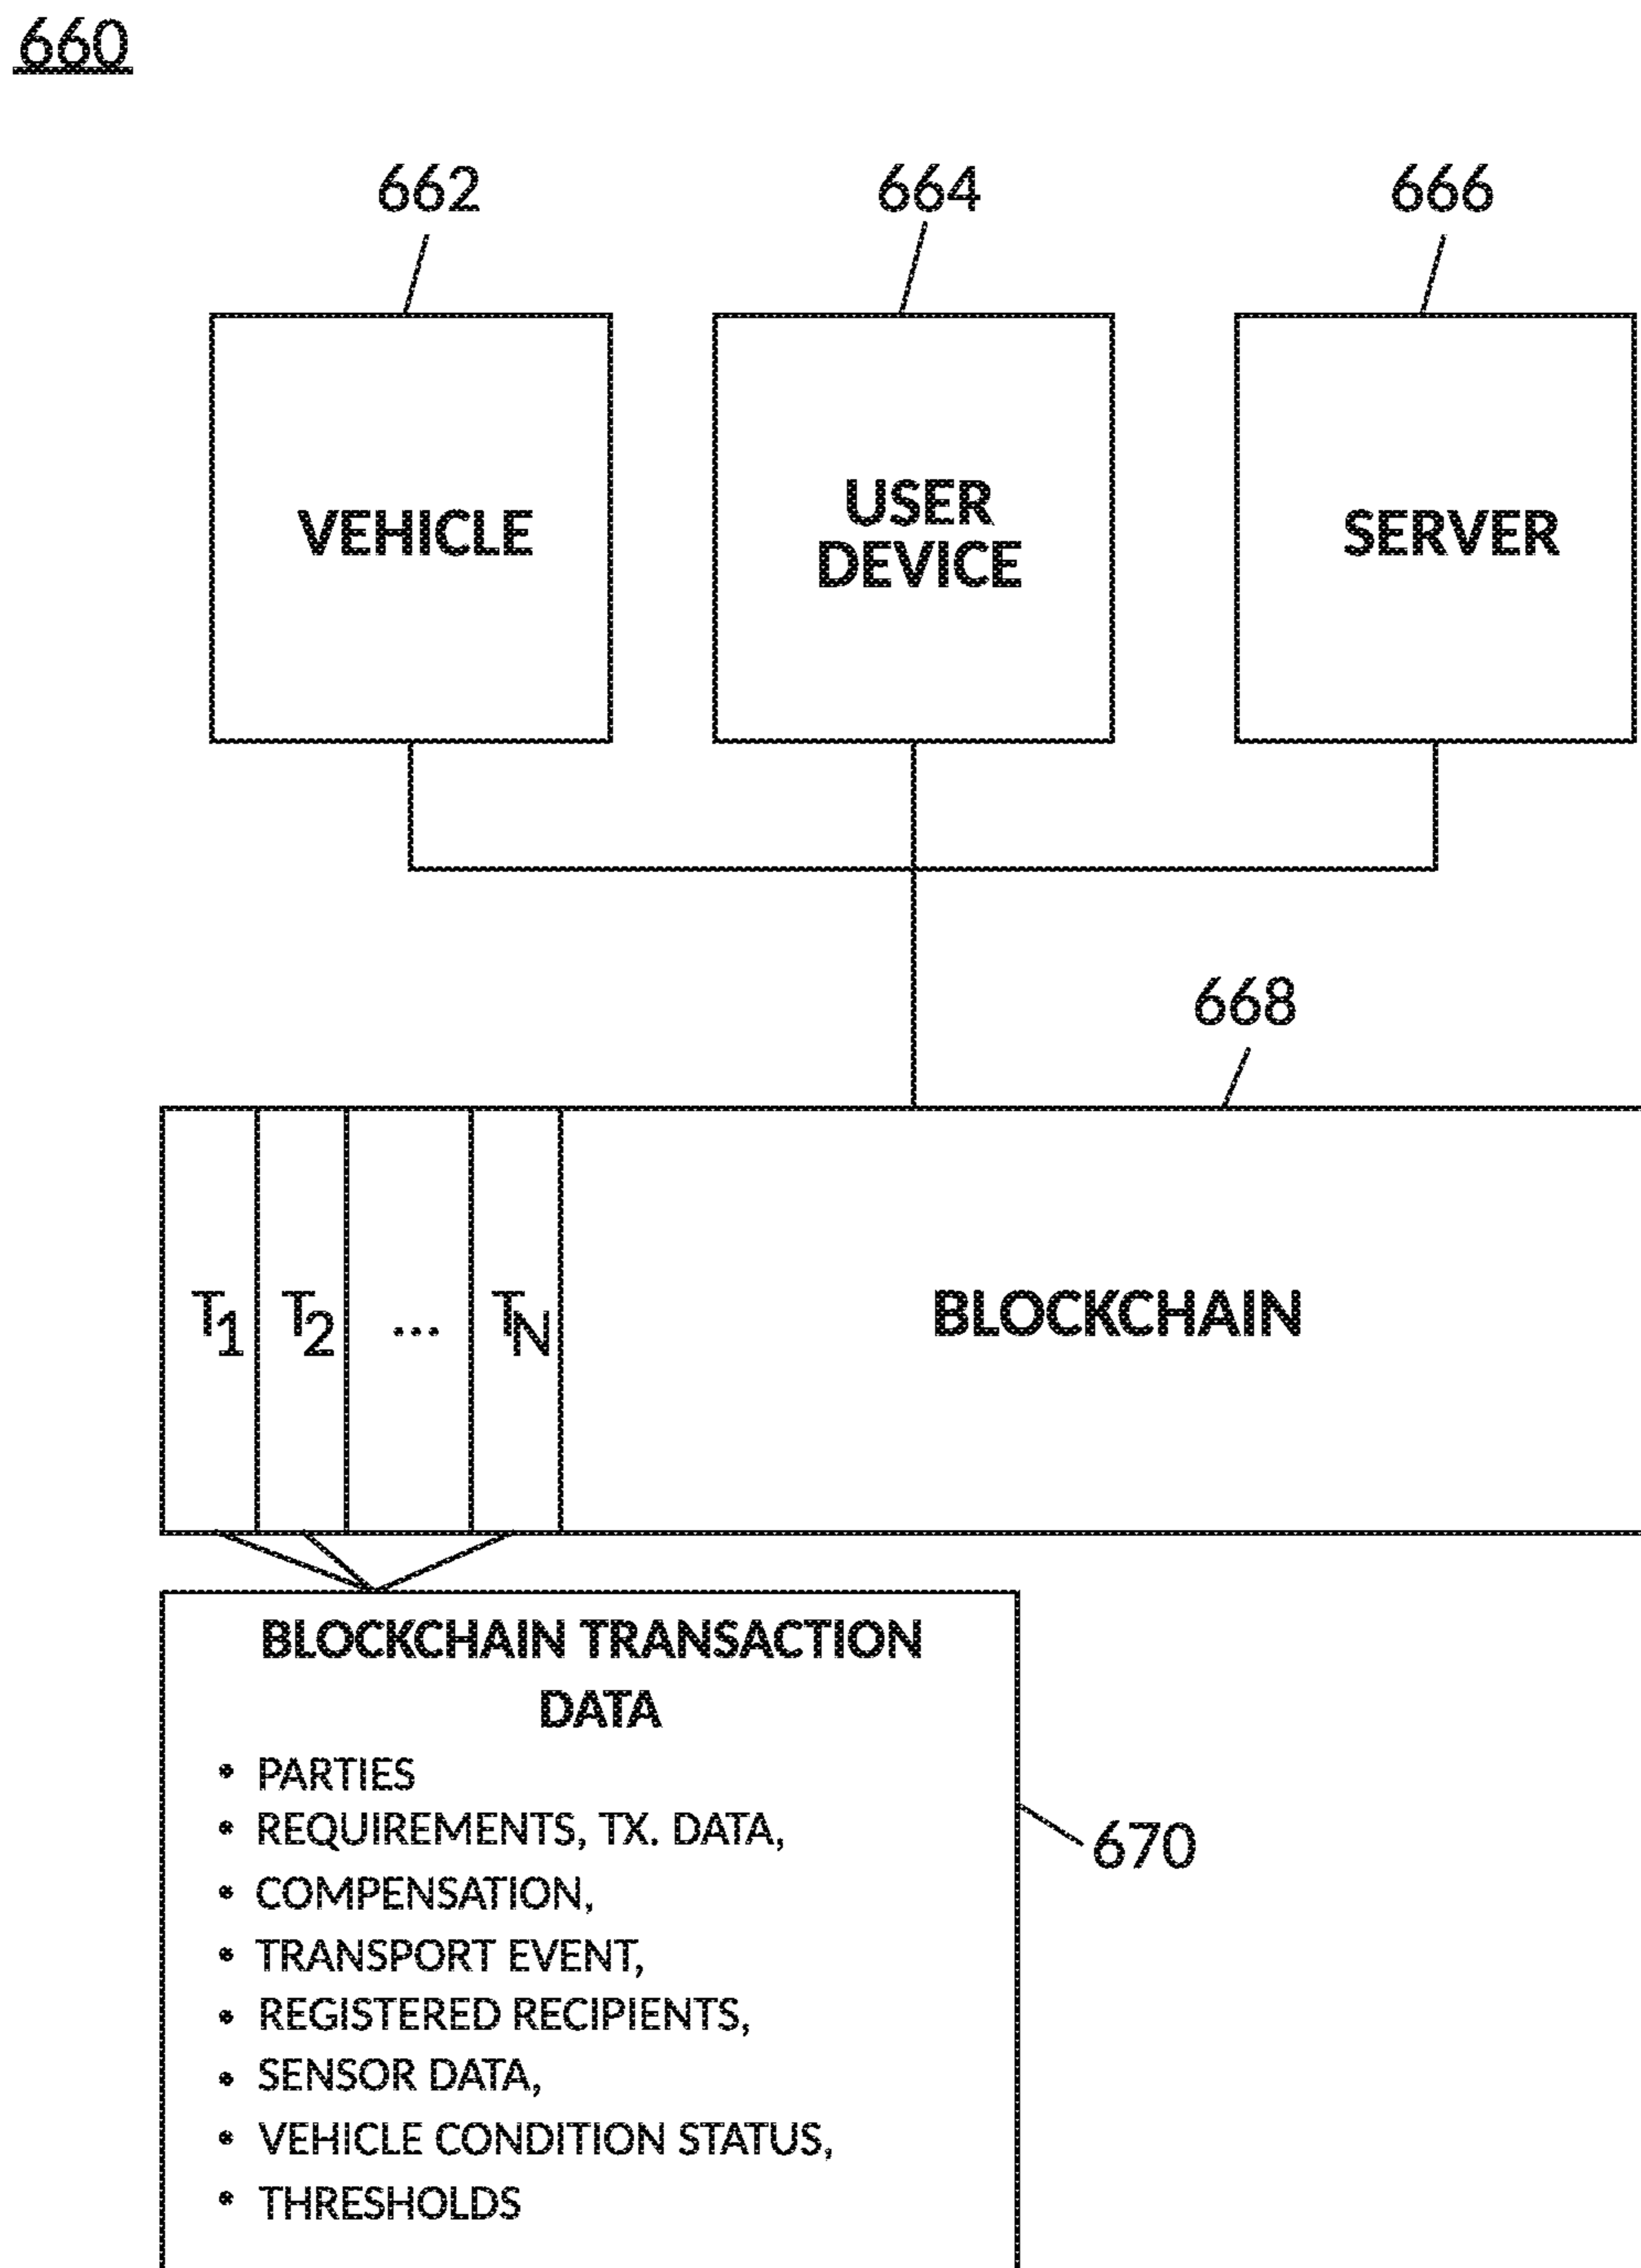 660
662 664 666
VEHICLE
USER
DEVICE
SERVER
668
T1 T2 ... TN
BLOCKCHAIN
BLOCKCHAIN TRANSACTION
DATA
• PARTIES
• REQUIREMENTS, TX. DATA,
• COMPENSATION,
• TRANSPORT EVENT,
• REGISTERED RECIPIENTS,
• SENSOR DATA,
• VEHICLE CONDITION STATUS,
• THRESHOLDS
670